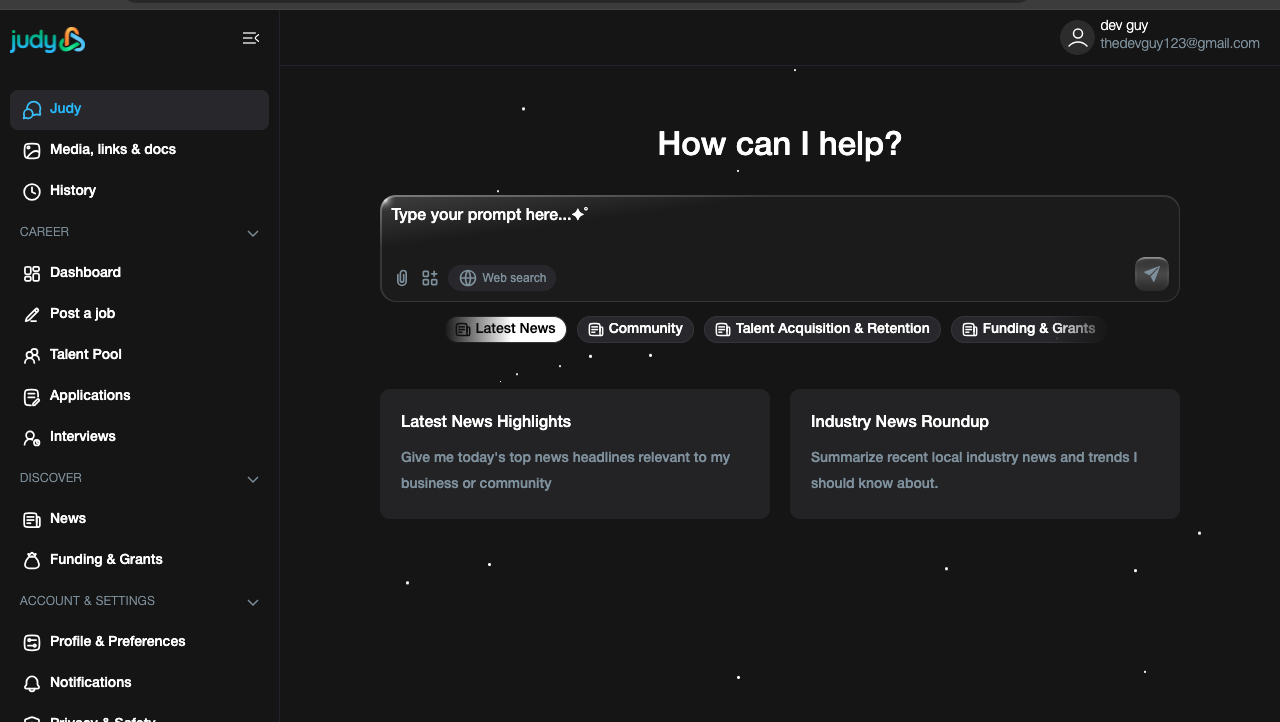 judy
dev guy
thedevguy123@gmail.com
Judy
Media, links & docs
History
CAREER
Dashboard
Post a job
Talent Pool
Applications
Interviews
DISCOVER
News
Funding & Grants
ACCOUNT & SETTINGS
Profile & Preferences
Notifications
Privacy & Safety
How can I help?
Type your prompt here...
Web search
Latest News
Community
Talent Acquisition & Retention
Funding & Grants
Latest News Highlights
Give me today's top news headlines relevant to my
business or community
Industry News Roundup
Summarize recent local industry news and trends I
should know about.